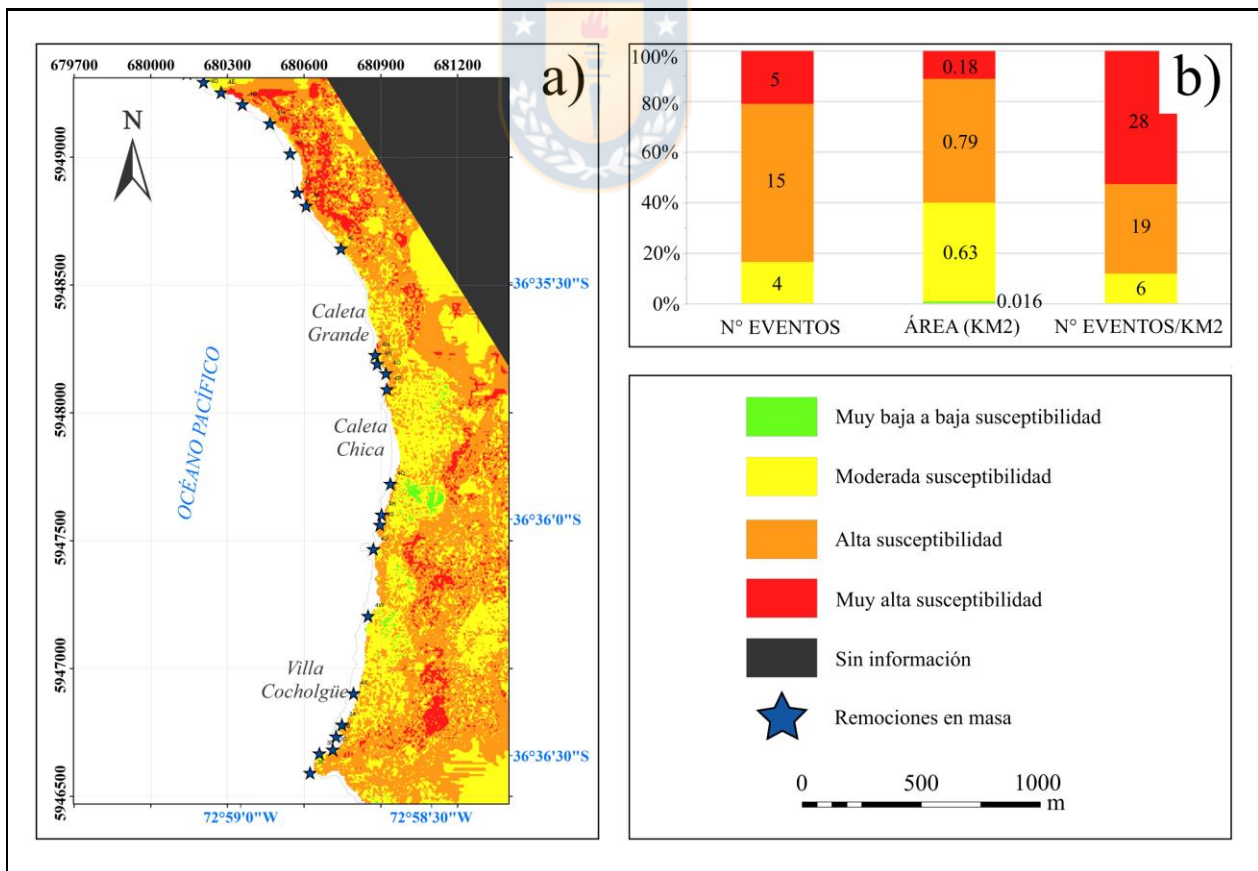 679700 680000 680300 680600 680900 681200
a)
N
5949000
5948500
5948000
5947500
5947000
5946500
36°35'30"S
36°36'0"S
36°36'30"S
OCÉANO PACÍFICO
Caleta
Grande
Caleta
Chica
Villa
Cocholgüe
72°59'0"W 72°58'30"W
b)
100%
80%
60%
40%
20%
0%
5
15
4
0.18
0.79
0.63
0.016
28
19
6
N° EVENTOS ÁREA (KM2) N° EVENTOS/KM2
Muy baja a baja susceptibilidad
Moderada susceptibilidad
Alta susceptibilidad
Muy alta susceptibilidad
Sin información
Remociones en masa
0 500 1000
m